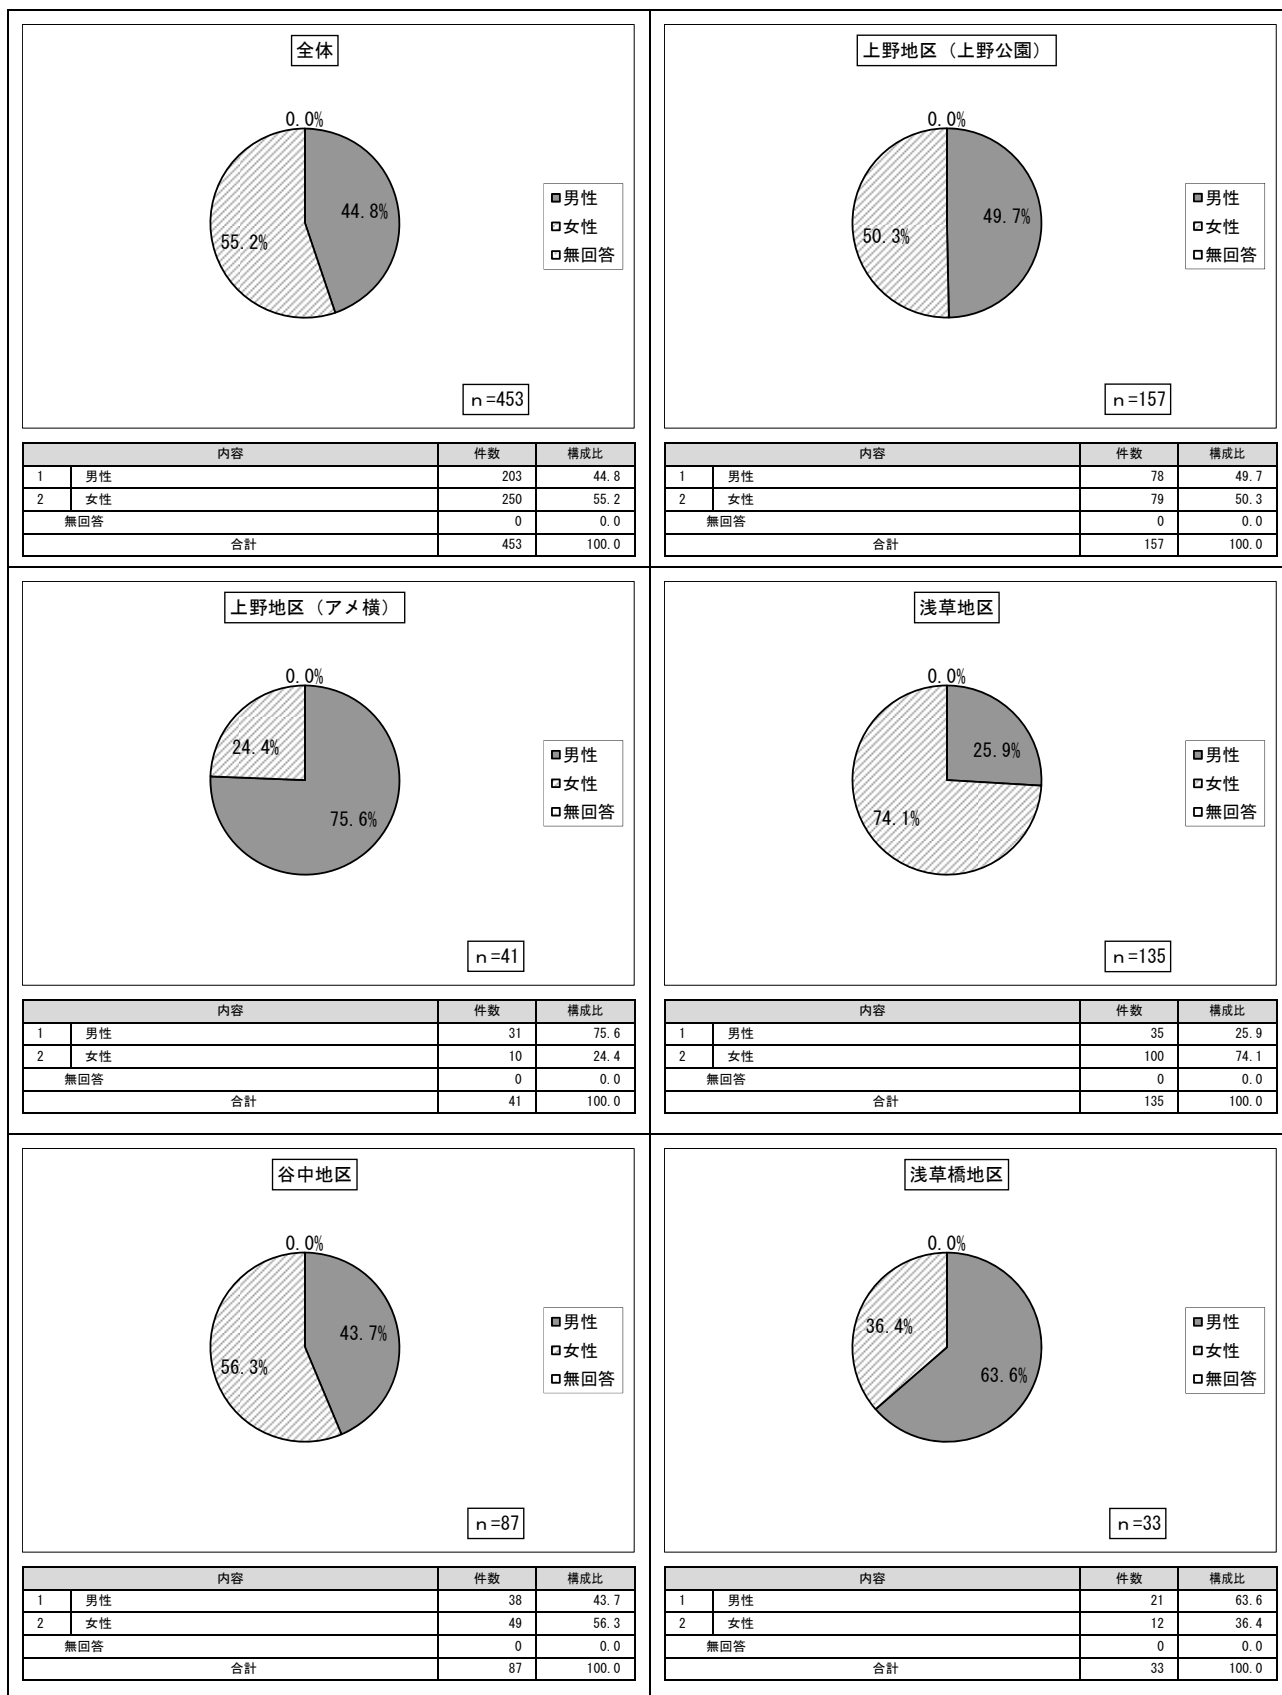 全体
0.0%
44.8%
55.2%
男性
女性
無回答
n=453
内容 件数 構成比
1 男性 203 44.8
2 女性 250 55.2
無回答 0 0.0
合計 453 100.0
上野地区（上野公園）
0.0%
49.7%
50.3%
男性
女性
無回答
n=157
内容 件数 構成比
1 男性 78 49.7
2 女性 79 50.3
無回答 0 0.0
合計 157 100.0
上野地区（アメ横）
0.0%
24.4%
75.6%
男性
女性
無回答
n=41
内容 件数 構成比
1 男性 31 75.6
2 女性 10 24.4
無回答 0 0.0
合計 41 100.0
浅草地区
0.0%
25.9%
74.1%
男性
女性
無回答
n=135
内容 件数 構成比
1 男性 35 25.9
2 女性 100 74.1
無回答 0 0.0
合計 135 100.0
谷中地区
0.0%
43.7%
56.3%
男性
女性
無回答
n=87
内容 件数 構成比
1 男性 38 43.7
2 女性 49 56.3
無回答 0 0.0
合計 87 100.0
浅草橋地区
0.0%
36.4%
63.6%
男性
女性
無回答
n=33
内容 件数 構成比
1 男性 21 63.6
2 女性 12 36.4
無回答 0 0.0
合計 33 100.0